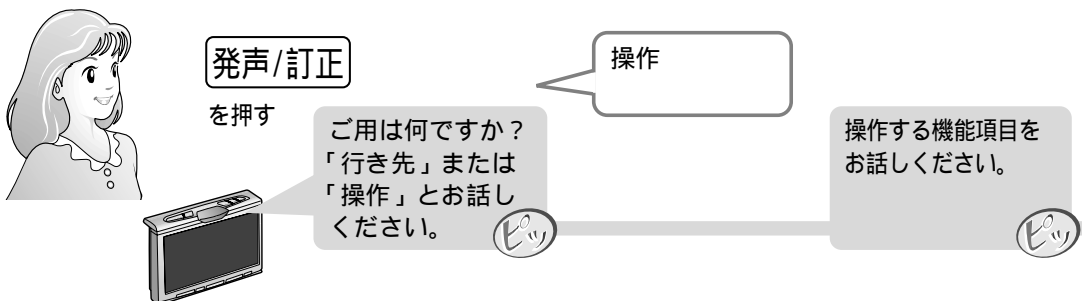 発声/訂正
を押す
ご用は何ですか？
「行き先」または
「操作」とお話し
ください。
ピッ
操作
操作する機能項目を
お話しください。
ピッ